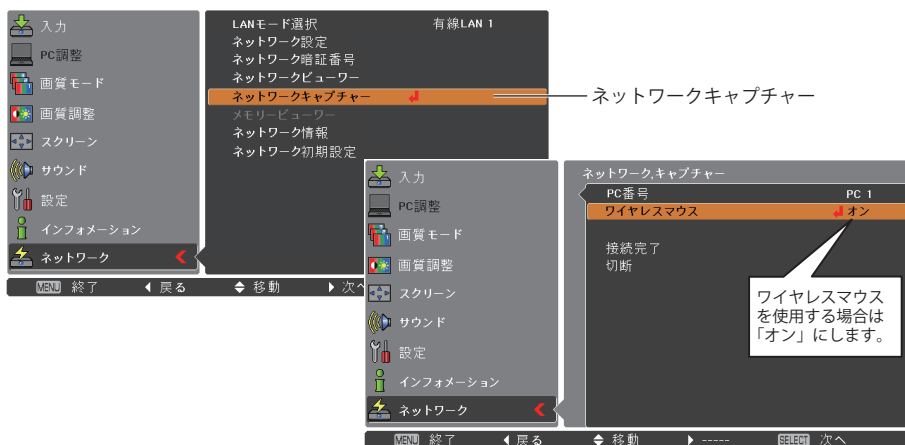 入力
PC調整
画質モード
画質調整
スクリーン
サウンド
設定
インフォメーション
ネットワーク
LANモード選択 有線LAN 1
ネットワーク設定
ネットワーク暗証番号
ネットワークビューワー
ネットワークキャプチャー
メモリービューワー
ネットワーク情報
ネットワーク初期設定
MENU 終了 戻る 移動 次へ
ネットワークキャプチャー
入力
PC調整
画質モード
画質調整
スクリーン
サウンド
設定
インフォメーション
ネットワーク
ネットワーク,キャプチャー
PC番号 PC 1
ワイヤレスマウス オン
接続完了
切断
ワイヤレスマウス
を使用する場合は
「オン」にします。
MENU 終了 戻る 移動 ----- SELECT 次へ